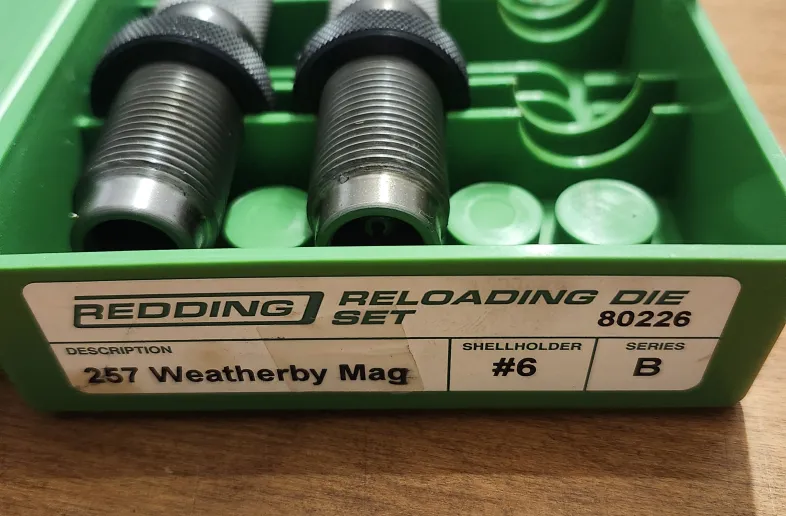 REDDING
RELOADING DIE
SET
80226
DESCRIPTION
257 Weatherby Mag
SHELLHOLDER
#6
SERIES
B